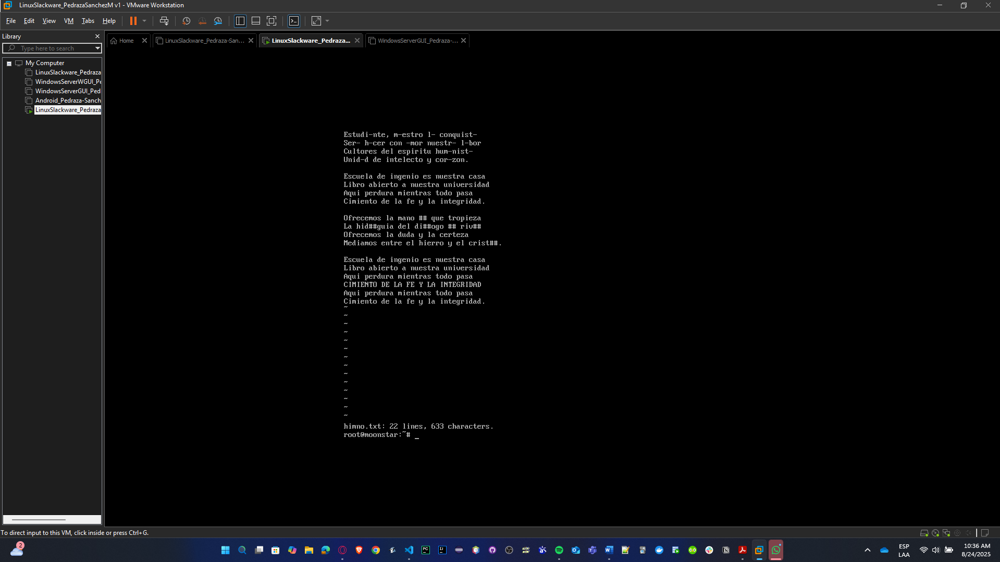 LinuxSlackware_PedrazaSanchezM v1 - VMware Workstation
File Edit View VM Tabs Help
Library
Type here to search
My Computer
LinuxSlackware_Pedraza
WindowsServerWGUI_Pe
WindowsServerGUI_Ped
Android_Pedraza-Sanch
LinuxSlackware_Pedraza
Home
LinuxSlackware_Pedraza-San...
LinuxSlackware_Pedraza...
WindowsServerGUI_Pedraza-...
Estudi-nte, m-estro l- conquist-
Ser- h-cer con -mor nuestr- l-bor
Cultores del espiritu hum-nist-
Unid-d de intelecto y cor-zon.
Escuela de ingenio es nuestra casa
Libro abierto a nuestra universidad
Aqui perdura mientras todo pasa
Cimiento de la fe y la integridad.
Ofrecemos la mano ## que tropieza
La hid##guia del di##ogo ## riv##
Ofrecemos la duda y la certeza
Mediamos entre el hierro y el crist##.
Escuela de ingenio es nuestra casa
Libro abierto a nuestra universidad
Aqui perdura mientras todo pasa
CIMIENTO DE LA FE Y LA INTEGRIDAD
Aqui perdura mientras todo pasa
Cimiento de la fe y la integridad.
~
~
~
~
~
~
~
~
~
~
~
~
~
~
himno.txt: 22 lines, 633 characters.
root@moonstar:~# _
To direct input to this VM, click inside or press Ctrl+G.
2
PC
IJ
ESP
LAA
10:36 AM
8/24/2025